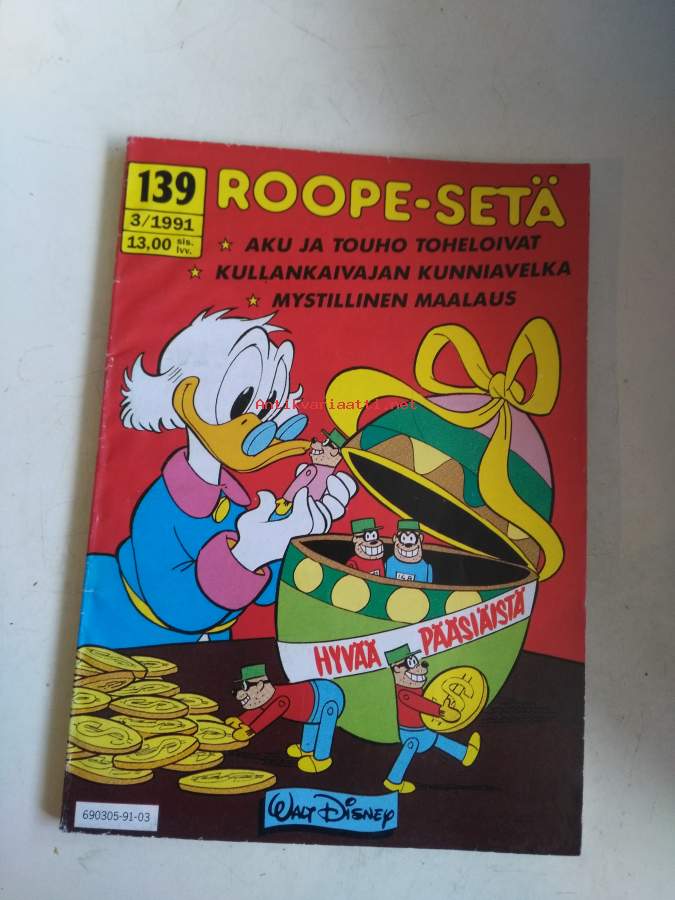 139
3/1991
13,00 sis. lvv.
ROOPE-SETÄ
AKU JA TOUHO TOHELOIVAT
KULLANKAIVAJAN KUNNIAVELKA
MYSTILLINEN MAALAUS
Antikvariaatti.net
HYVÄÄ PÄÄSIÄISTÄ
WALT DISNEY
690305-91-03